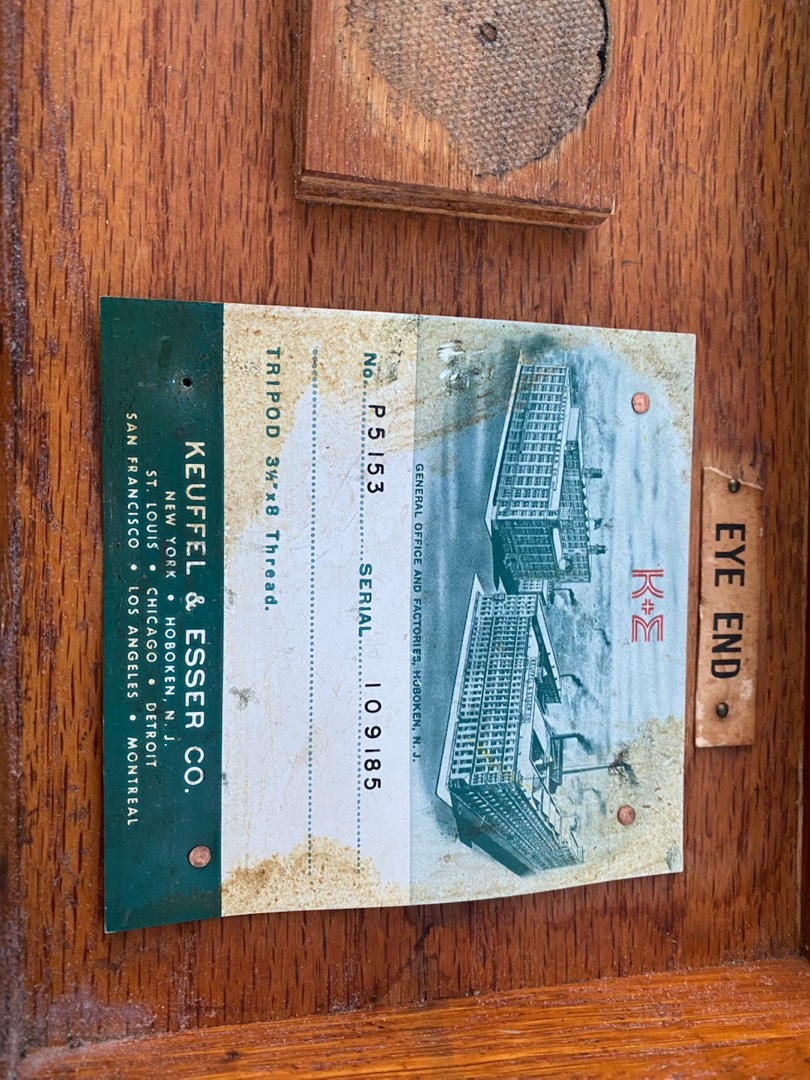 EYE END
K+E
GENERAL OFFICE AND FACTORIES, HOBOKEN, N. J.
No. P5153 SERIAL 109185
TRIPOD 3½"x8 Thread.
KEUFFEL & ESSER CO.
NEW YORK • HOBOKEN, N. J.
ST. LOUIS • CHICAGO • DETROIT
SAN FRANCISCO • LOS ANGELES • MONTREAL